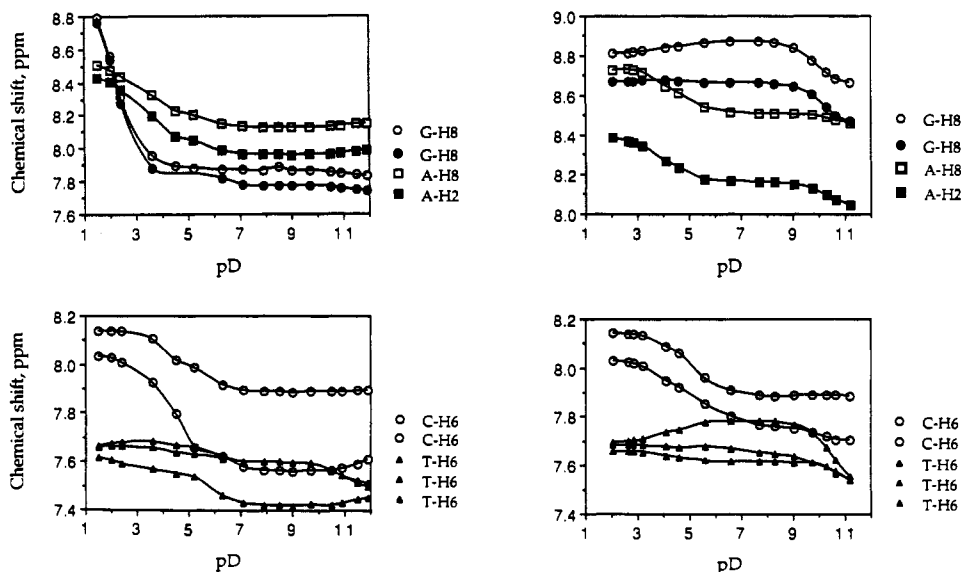 Chemical shift, ppm
8.8
8.6
8.4
8.2
8.0
7.8
7.6
1 3 5 7 9 11
pD
G-H8
G-H8
A-H8
A-H2
9.0
8.8
8.6
8.4
8.2
8.0
1 3 5 7 9 11
pD
G-H8
G-H8
A-H8
A-H2
Chemical shift, ppm
8.2
8.0
7.8
7.6
7.4
1 3 5 7 9 11
pD
C-H6
C-H6
T-H6
T-H6
T-H6
8.2
8.0
7.8
7.6
7.4
1 3 5 7 9 11
pD
C-H6
C-H6
T-H6
T-H6
T-H6